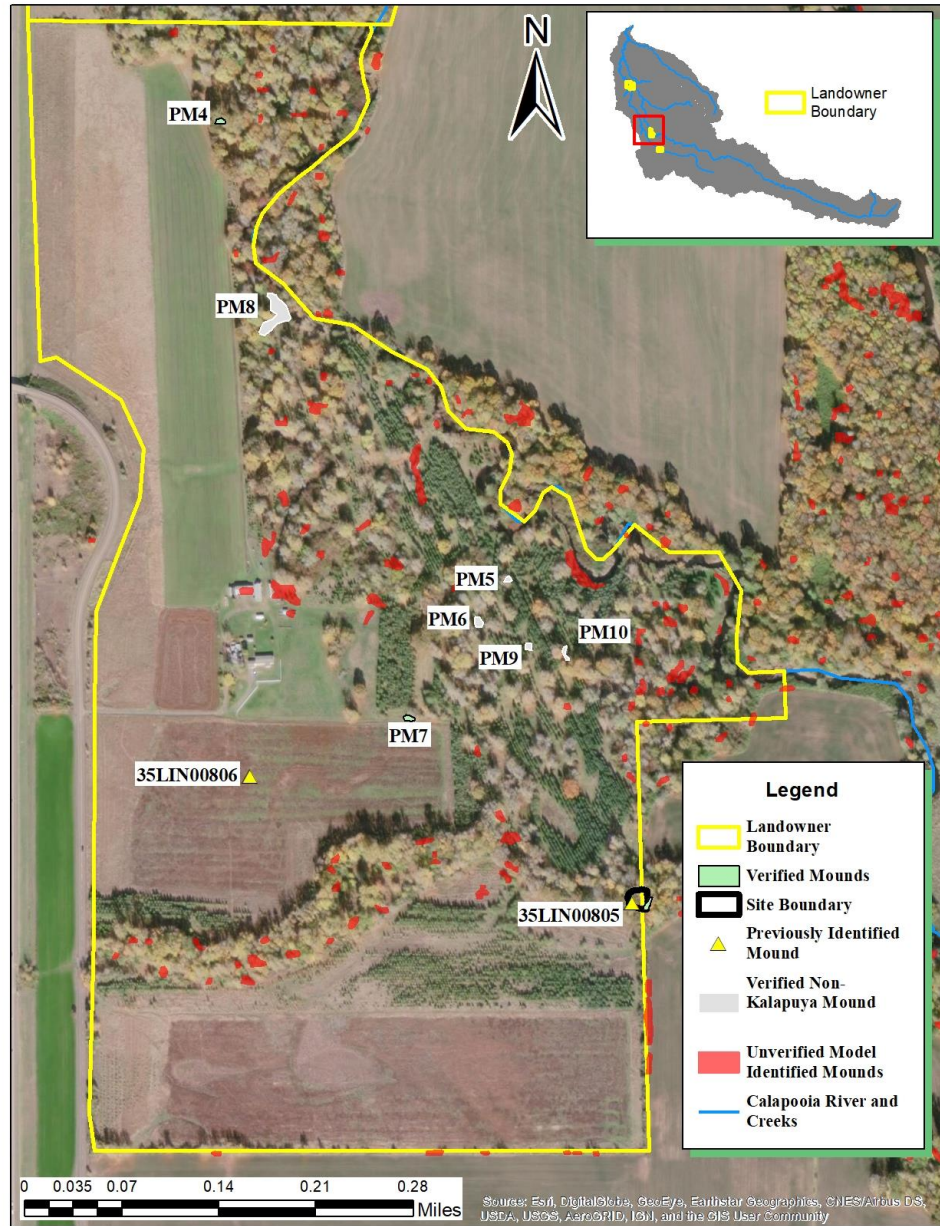 N
Landowner
Boundary
PM4
PM8
PM5
PM6
PM9
PM10
PM7
35LIN00806
35LIN00805
Legend
Landowner
Boundary
Verified Mounds
Site Boundary
Previously Identified
Mound
Verified Non-
Kalapuya Mound
Unverified Model
Identified Mounds
Calapooia River and
Creeks
0 0.035 0.07 0.14 0.21 0.28
Miles
Source: Esri, DigitalGlobe, GeoEye, Earthstar Geographics, CNES/Airbus DS,
USDA, USGS, AeroGRID, IGN, and the GIS User Community